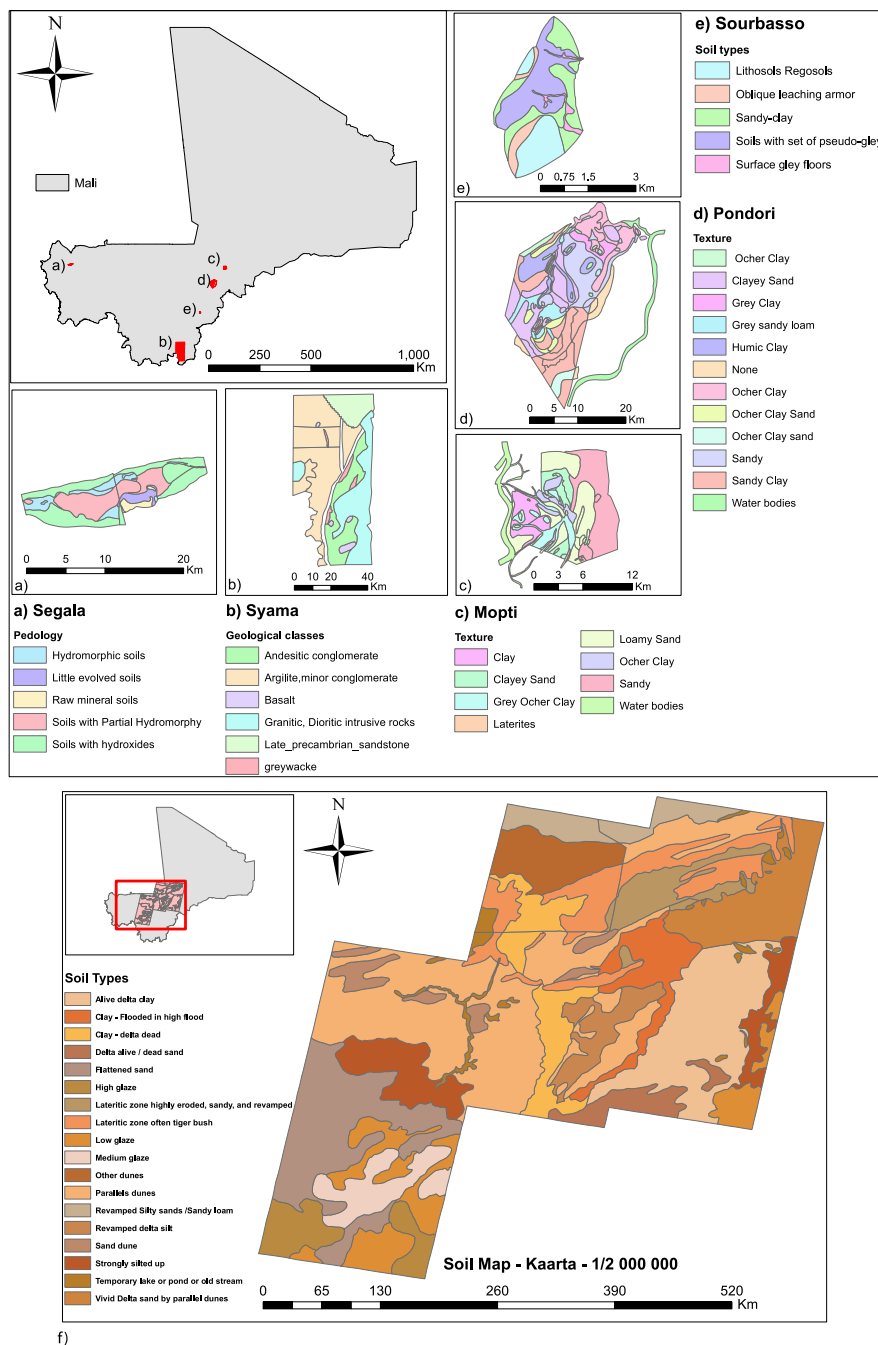 N
Mali
a)
b)
c)
d)
e)
0 250 500 1,000
Km
e)
0 0.75 1.5 3
Km
e) Sourbasso
Soil types
Lithosols Regosols
Oblique leaching armor
Sandy-clay
Soils with set of pseudo-gley
Surface gley floors
d)
0 5 10 20
Km
d) Pondori
Texture
Ocher Clay
Clayey Sand
Grey Clay
Grey sandy loam
Humic Clay
None
Ocher Clay
Ocher Clay Sand
Ocher Clay sand
Sandy
Sandy Clay
Water bodies
0 5 10 20
Km
a)
0 10 20 40
Km
b)
0 3 6 12
Km
c)
a) Segala
Pedology
Hydromorphic soils
Little evolved soils
Raw mineral soils
Soils with Partial Hydromorphy
Soils with hydroxides
b) Syama
Geological classes
Andesitic conglomerate
Argilite,minor conglomerate
Basalt
Granitic, Dioritic intrusive rocks
Late_precambrian_sandstone
greywacke
c) Mopti
Texture
Clay
Clayey Sand
Grey Ocher Clay
Laterites
Loamy Sand
Ocher Clay
Sandy
Water bodies
N
Soil Types
Alive delta clay
Clay - Flooded in high flood
Clay - delta dead
Delta alive / dead sand
Flattened sand
High glaze
Lateritic zone highly eroded, sandy, and revamped
Lateritic zone often tiger bush
Low glaze
Medium glaze
Other dunes
Parallels dunes
Revamped Silty sands /Sandy loam
Revamped delta silt
Sand dune
Strongly silted up
Temporary lake or pond or old stream
Vivid Delta sand by parallel dunes
Soil Map - Kaarta - 1/2 000 000
0 65 130 260 390 520
Km
f)